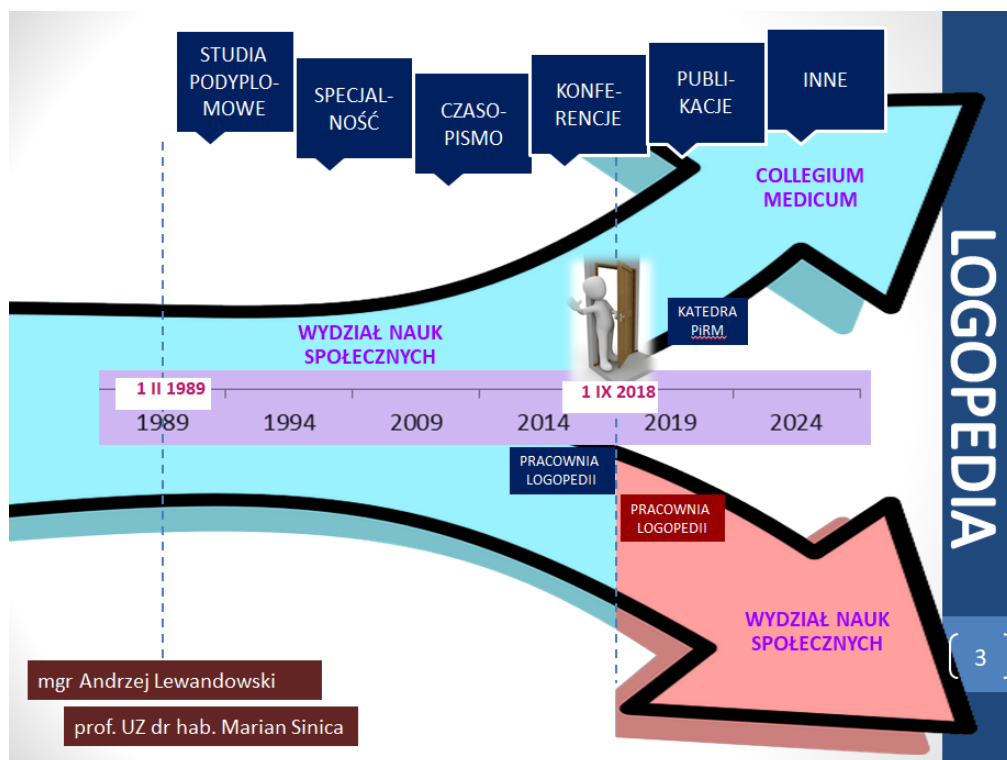 STUDIA
PODYPLO-
MOWE
SPECJAL-
NOŚĆ
CZASO-
PISMO
KONFE-
RENCJE
PUBLI-
KACJE
INNE
COLLEGIUM
MEDICUM
LOGOPEDIA
KATEDRA
PiRM
WYDZIAŁ NAUK
SPOŁECZNYCH
1 II 1989
1 IX 2018
1989
1994
2009
2014
2019
2024
PRACOWNIA
LOGOPEDII
PRACOWNIA
LOGOPEDII
WYDZIAŁ NAUK
SPOŁECZNYCH
3
mgr Andrzej Lewandowski
prof. UZ dr hab. Marian Sinica